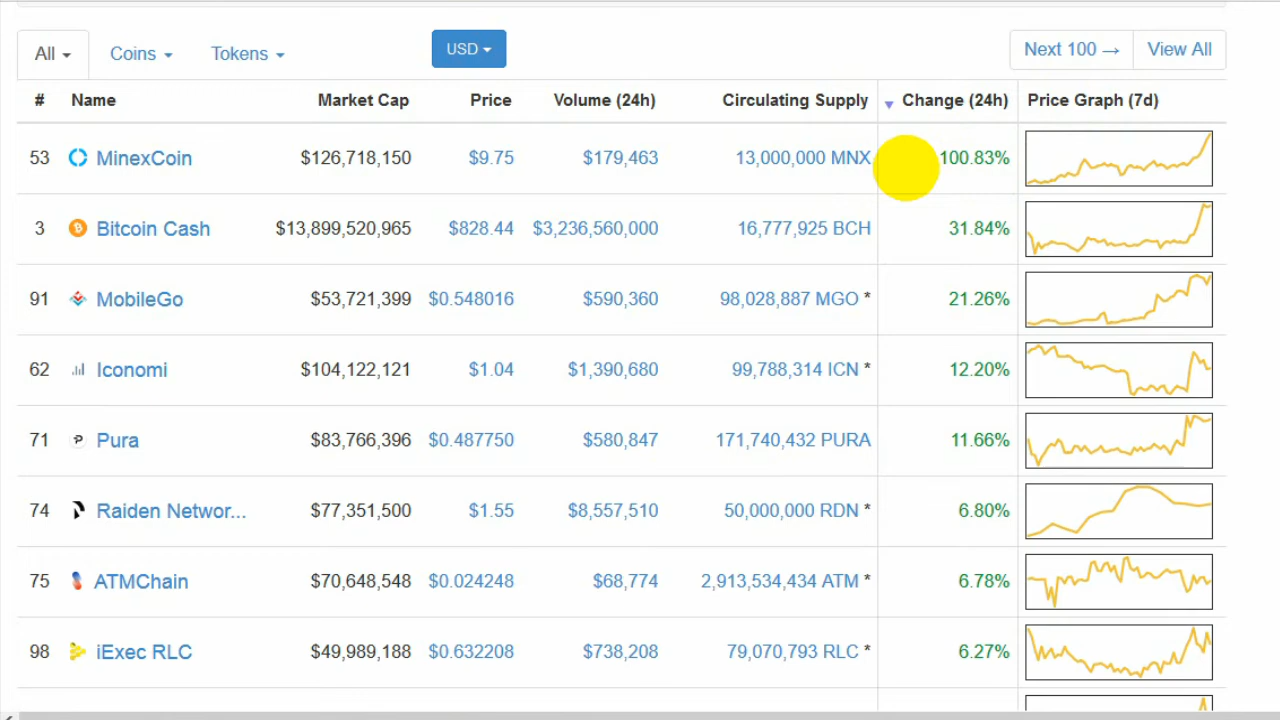 All Coins Tokens USD Next 100 → View All
# Name Market Cap Price Volume (24h) Circulating Supply Change (24h) Price Graph (7d)
53 MinexCoin $126,718,150 $9.75 $179,463 13,000,000 MNX 100.83%
3 Bitcoin Cash $13,899,520,965 $828.44 $3,236,560,000 16,777,925 BCH 31.84%
91 MobileGo $53,721,399 $0.548016 $590,360 98,028,887 MGO * 21.26%
62 Iconomi $104,122,121 $1.04 $1,390,680 99,788,314 ICN * 12.20%
71 Pura $83,766,396 $0.487750 $580,847 171,740,432 PURA 11.66%
74 Raiden Networ... $77,351,500 $1.55 $8,557,510 50,000,000 RDN * 6.80%
75 ATMChain $70,648,548 $0.024248 $68,774 2,913,534,434 ATM * 6.78%
98 iExec RLC $49,989,188 $0.632208 $738,208 79,070,793 RLC * 6.27%